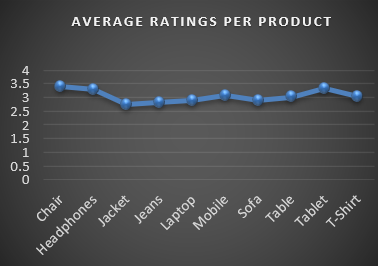 AVERAGE RATINGS PER PRODUCT
4
3.5
3
2.5
2
1.5
1
0.5
0
Chair
Headphones
Jacket
Jeans
Laptop
Mobile
Sofa
Table
Tablet
T-Shirt